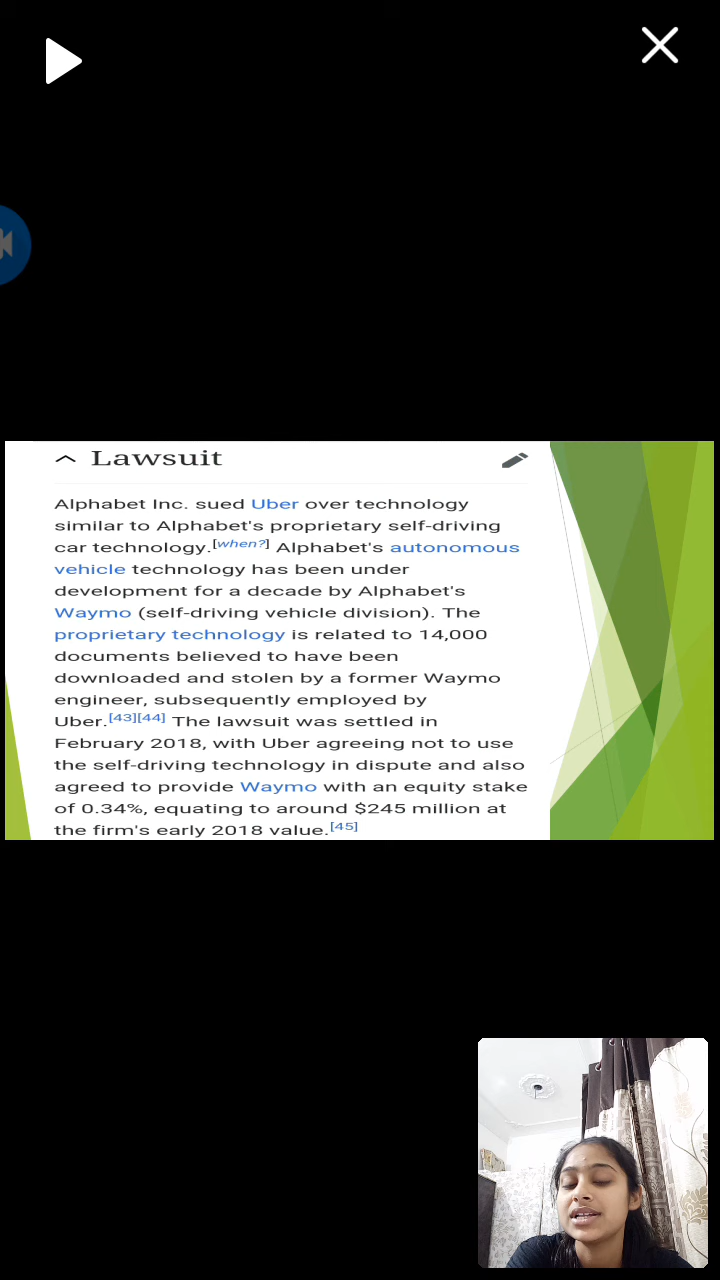 Lawsuit
Alphabet Inc. sued Uber over technology
similar to Alphabet's proprietary self-driving
car technology.[when?] Alphabet's autonomous
vehicle technology has been under
development for a decade by Alphabet's
Waymo (self-driving vehicle division). The
proprietary technology is related to 14,000
documents believed to have been
downloaded and stolen by a former Waymo
engineer, subsequently employed by
Uber.[43][44] The lawsuit was settled in
February 2018, with Uber agreeing not to use
the self-driving technology in dispute and also
agreed to provide Waymo with an equity stake
of 0.34%, equating to around $245 million at
the firm's early 2018 value.[45]